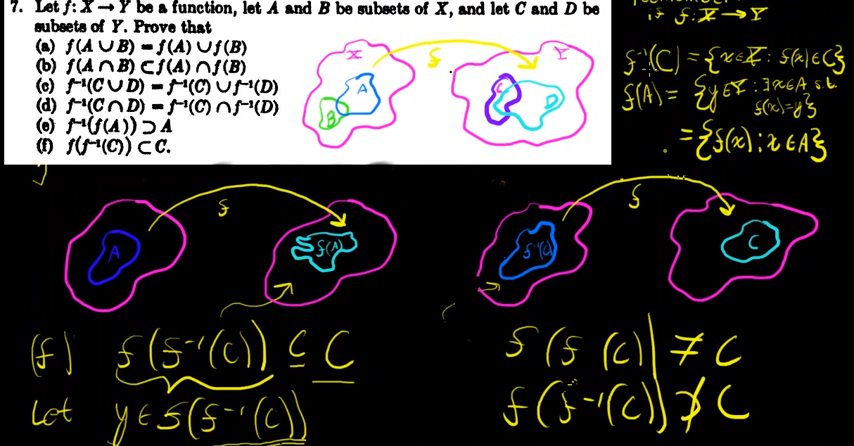 7. Let f: X → Y be a function, let A and B be subsets of X, and let C and D be
subsets of Y. Prove that
(a) f(A ∪ B) = f(A) ∪ f(B)
(b) f(A ∩ B) ⊂ f(A) ∩ f(B)
(c) f⁻¹(C ∪ D) = f⁻¹(C) ∪ f⁻¹(D)
(d) f⁻¹(C ∩ D) = f⁻¹(C) ∩ f⁻¹(D)
(e) f⁻¹(f(A)) ⊃ A
(f) f(f⁻¹(C)) ⊂ C.
X f Y
A B C D
if f: X → Y
f⁻¹(C) = {x ∈ X : f(x) ∈ C}
f(A) = {y ∈ Y : ∃ x ∈ A s.t.
f(x) = y}
= {f(x) : x ∈ A}
A f f(A)
f⁻¹(C) f C
(f) f(f⁻¹(C)) ⊆ C
Let y ∈ f(f⁻¹(C))
f(f (C)) ≠ C
f(f⁻¹(C)) ⊅ C